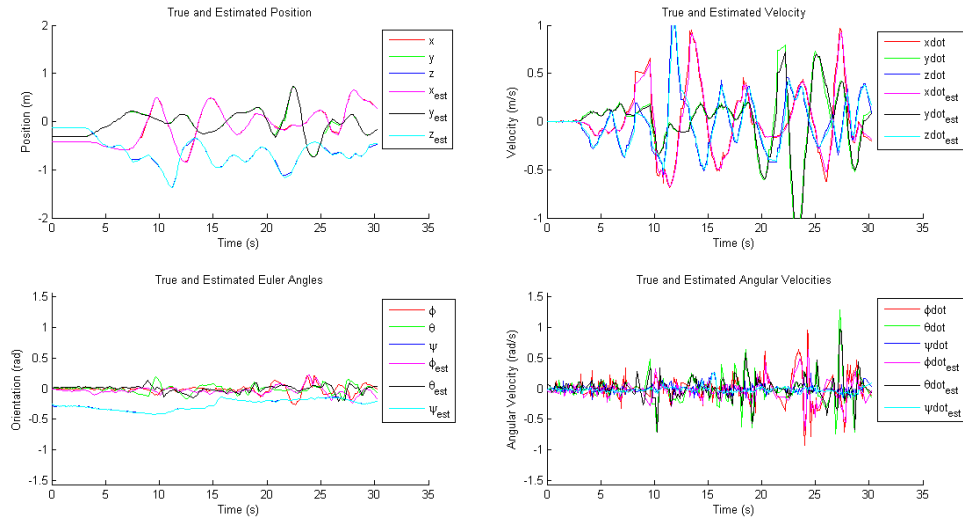 True and Estimated Position
Position (m)
2
1
0
-1
-2
0
5
10
15
20
25
30
35
Time (s)
x
y
z
x_est
y_est
z_est
True and Estimated Velocity
Velocity (m/s)
1
0.5
0
-0.5
-1
0
5
10
15
20
25
30
35
Time (s)
xdot
ydot
zdot
xdot_est
ydot_est
zdot_est
True and Estimated Euler Angles
Orientation (rad)
1.5
1
0.5
0
-0.5
-1
-1.5
0
5
10
15
20
25
30
35
Time (s)
ϕ
θ
ψ
ϕ_est
θ_est
ψ_est
True and Estimated Angular Velocities
Angular Velocity (rad/s)
1.5
1
0.5
0
-0.5
-1
-1.5
0
5
10
15
20
25
30
35
Time (s)
ϕdot
θdot
ψdot
ϕdot_est
θdot_est
ψdot_est